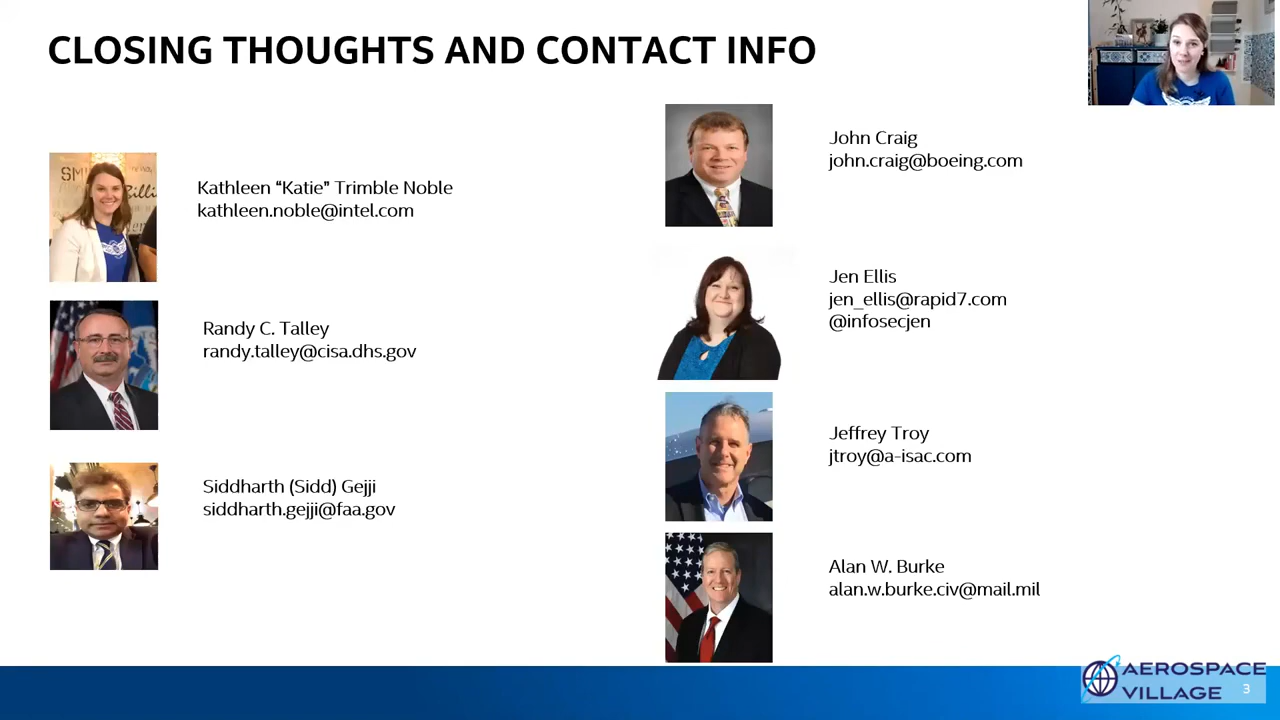 CLOSING THOUGHTS AND CONTACT INFO
Kathleen “Katie” Trimble Noble
kathleen.noble@intel.com
Randy C. Talley
randy.talley@cisa.dhs.gov
Siddharth (Sidd) Gejji
siddharth.gejji@faa.gov
John Craig
john.craig@boeing.com
Jen Ellis
jen_ellis@rapid7.com
@infosecjen
Jeffrey Troy
jtroy@a-isac.com
Alan W. Burke
alan.w.burke.civ@mail.mil
AEROSPACE
VILLAGE
3